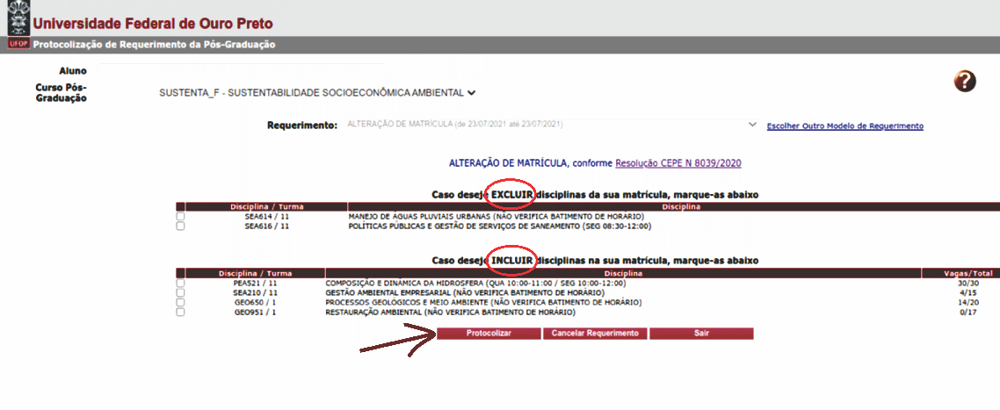 Universidade Federal de Ouro Preto
UFOP Protocolização de Requerimento da Pós-Graduação
Aluno
Curso Pós-Graduação SUSTENTA_F - SUSTENTABILIDADE SOCIOECONÔMICA AMBIENTAL
?
Requerimento: ALTERAÇÃO DE MATRÍCULA (de 23/07/2021 até 23/07/2021) Escolher Outro Modelo de Requerimento
ALTERAÇÃO DE MATRÍCULA, conforme Resolução CEPE N 8039/2020
Caso deseje EXCLUIR disciplinas da sua matrícula, marque-as abaixo
Disciplina / Turma Disciplina
SEA614 / 11 MANEJO DE ÁGUAS PLUVIAIS URBANAS (NÃO VERIFICA BATIMENTO DE HORÁRIO)
SEA616 / 11 POLÍTICAS PÚBLICAS E GESTÃO DE SERVIÇOS DE SANEAMENTO (SEG 08:30-12:00)
Caso deseje INCLUIR disciplinas na sua matrícula, marque-as abaixo
Disciplina / Turma Disciplina Vagas/Total
PEA521 / 11 COMPOSIÇÃO E DINÂMICA DA HIDROSFERA (QUA 10:00-11:00 / SEG 10:00-12:00) 30/30
SEA210 / 11 GESTÃO AMBIENTAL EMPRESARIAL (NÃO VERIFICA BATIMENTO DE HORÁRIO) 4/15
GEO650 / 1 PROCESSOS GEOLÓGICOS E MEIO AMBIENTE (NÃO VERIFICA BATIMENTO DE HORÁRIO) 14/20
GEO951 / 1 RESTAURAÇÃO AMBIENTAL (NÃO VERIFICA BATIMENTO DE HORÁRIO) 0/17
Protocolizar Cancelar Requerimento Sair